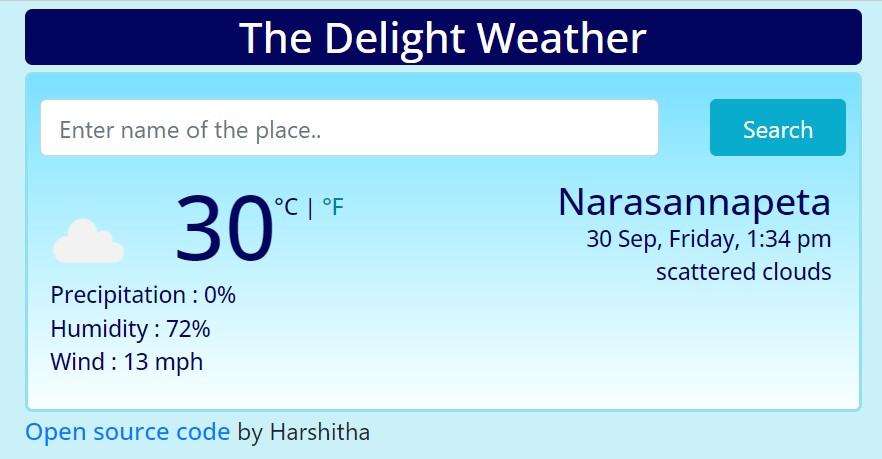 The Delight Weather
Enter name of the place..
Search
30 °C | °F
Narasannapeta
30 Sep, Friday, 1:34 pm
scattered clouds
Precipitation : 0%
Humidity : 72%
Wind : 13 mph
Open source code by Harshitha